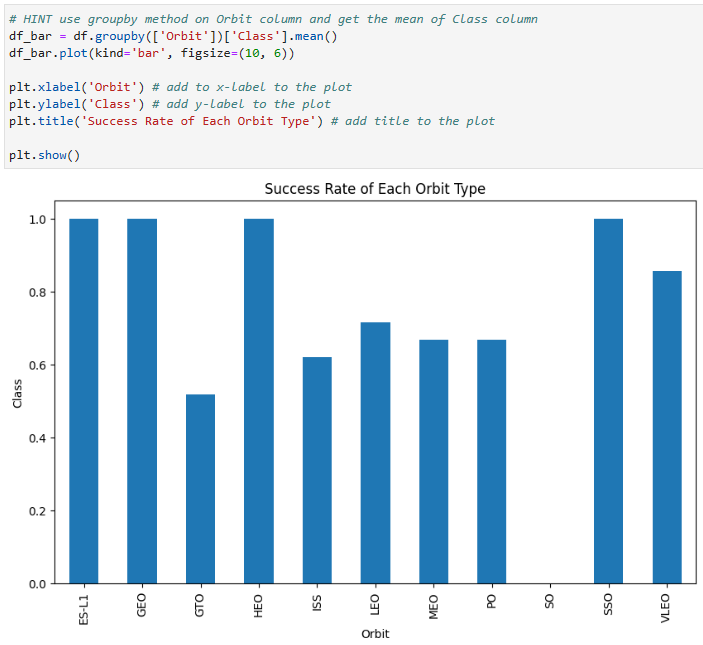 # HINT use groupby method on Orbit column and get the mean of Class column
df_bar = df.groupby(['Orbit'])['Class'].mean()
df_bar.plot(kind='bar', figsize=(10, 6))
plt.xlabel('Orbit') # add to x-label to the plot
plt.ylabel('Class') # add y-label to the plot
plt.title('Success Rate of Each Orbit Type') # add title to the plot
plt.show()
Success Rate of Each Orbit Type
1.0
0.8
0.6
0.4
0.2
0.0
Class
ES-L1
GEO
GTO
HEO
ISS
LEO
MEO
PO
SO
SSO
VLEO
Orbit